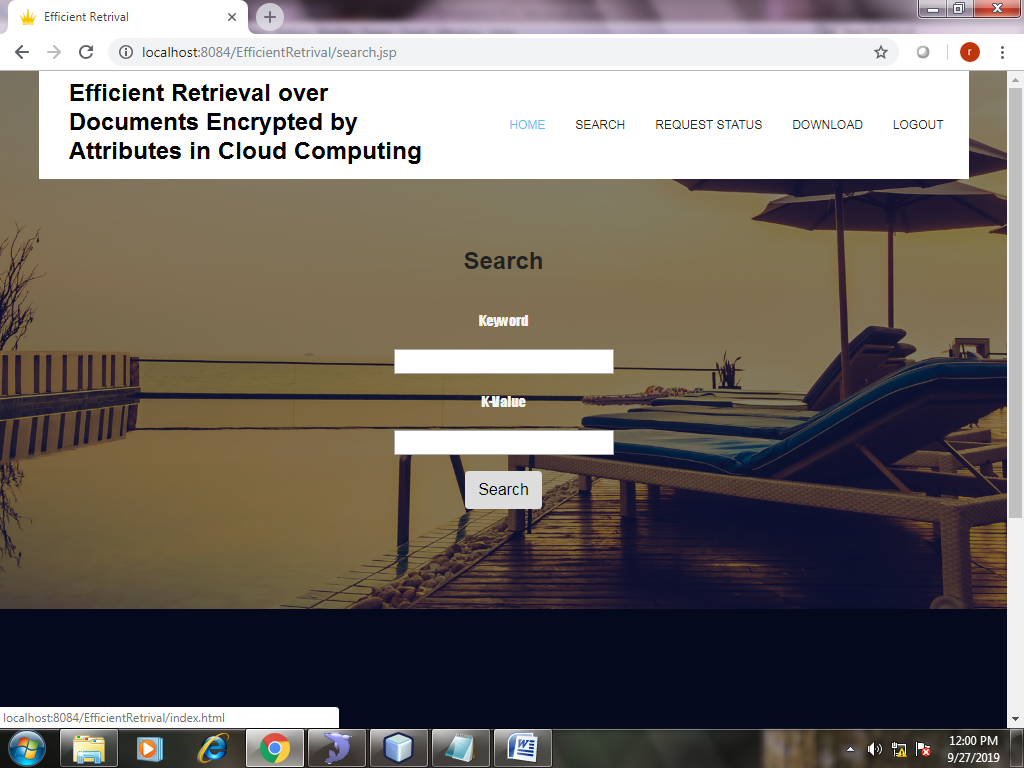 Efficient Retrival
localhost:8084/EfficientRetrival/search.jsp
r
Efficient Retrieval over
Documents Encrypted by
Attributes in Cloud Computing
HOME SEARCH REQUEST STATUS DOWNLOAD LOGOUT
Search
Keyword
K-Value
Search
localhost:8084/EfficientRetrival/index.html
12:00 PM
9/27/2019